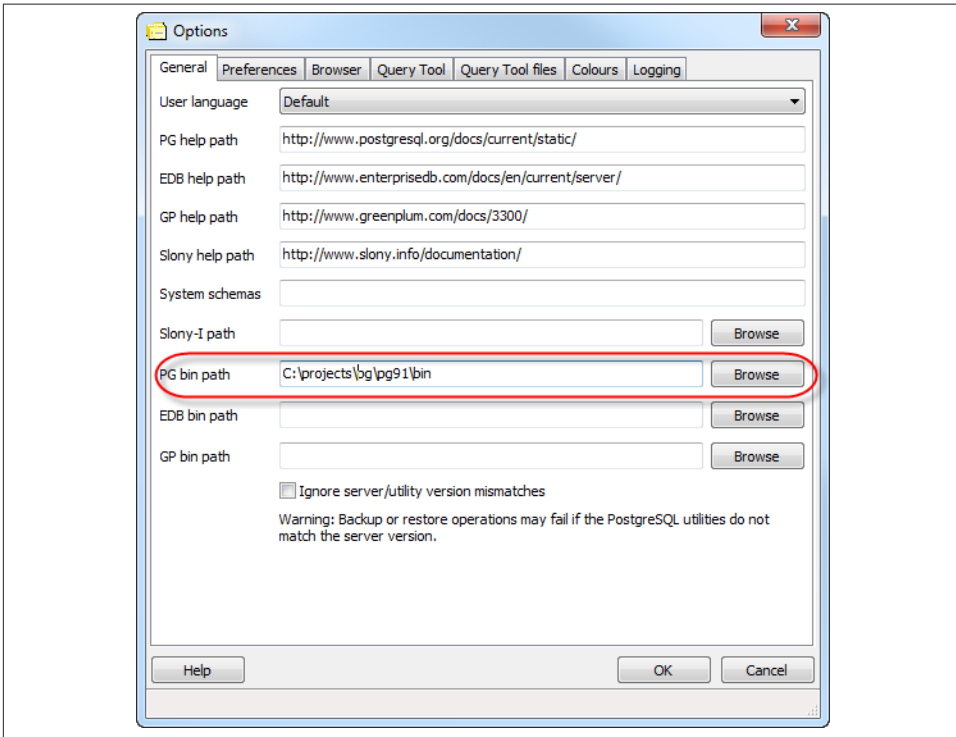 Options
General Preferences Browser Query Tool Query Tool files Colours Logging
User language Default
PG help path http://www.postgresql.org/docs/current/static/
EDB help path http://www.enterprisedb.com/docs/en/current/server/
GP help path http://www.greenplum.com/docs/3300/
Slony help path http://www.slony.info/documentation/
System schemas
Slony-I path Browse
PG bin path C:\projects\bg\pg91\bin Browse
EDB bin path Browse
GP bin path Browse
Ignore server/utility version mismatches
Warning: Backup or restore operations may fail if the PostgreSQL utilities do not
match the server version.
Help OK Cancel